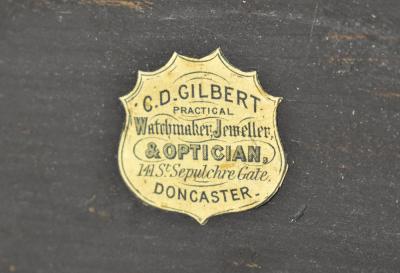 C.D. GILBERT.
PRACTICAL
Watchmaker, Jeweller,
& OPTICIAN,
141, St. Sepulchre Gate.
DONCASTER.